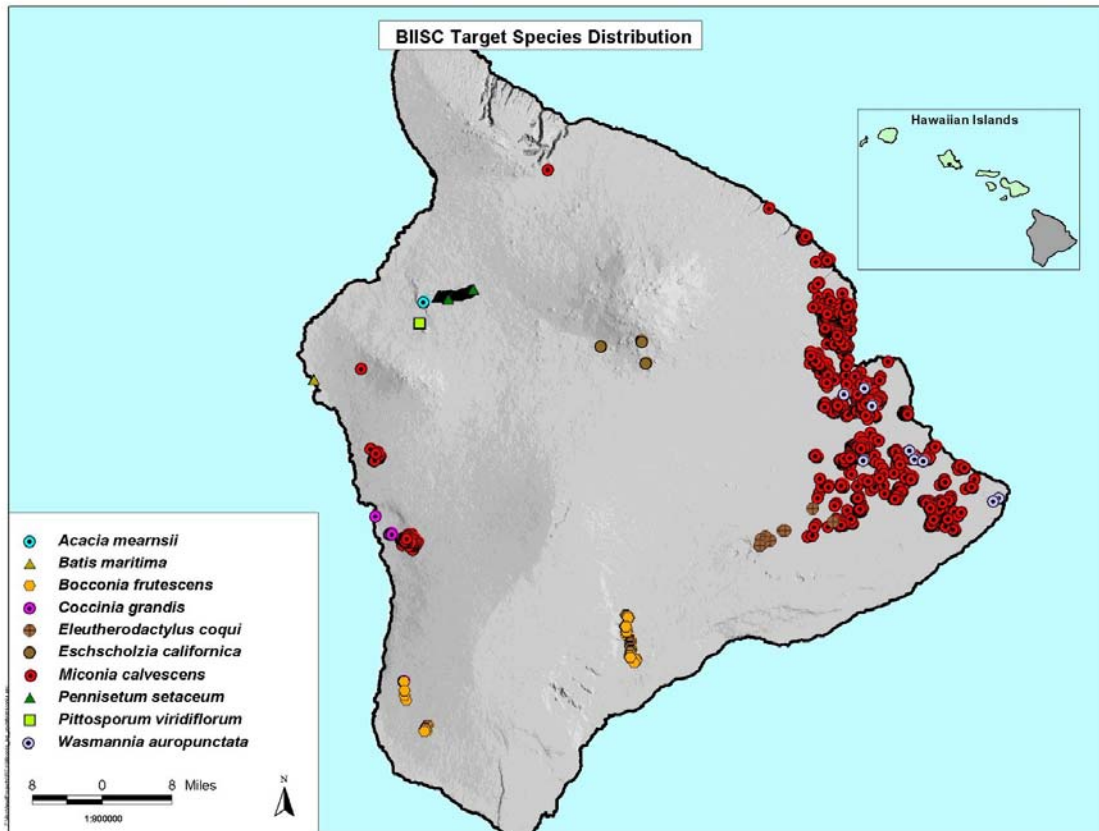 BIISC Target Species Distribution
Hawaiian Islands
Acacia mearnsii
Batis maritima
Bocconia frutescens
Coccinia grandis
Eleutherodactylus coqui
Eschscholzia californica
Miconia calvescens
Pennisetum setaceum
Pittosporum viridiflorum
Wasmannia auropunctata
8 0 8 Miles
1:900000
N